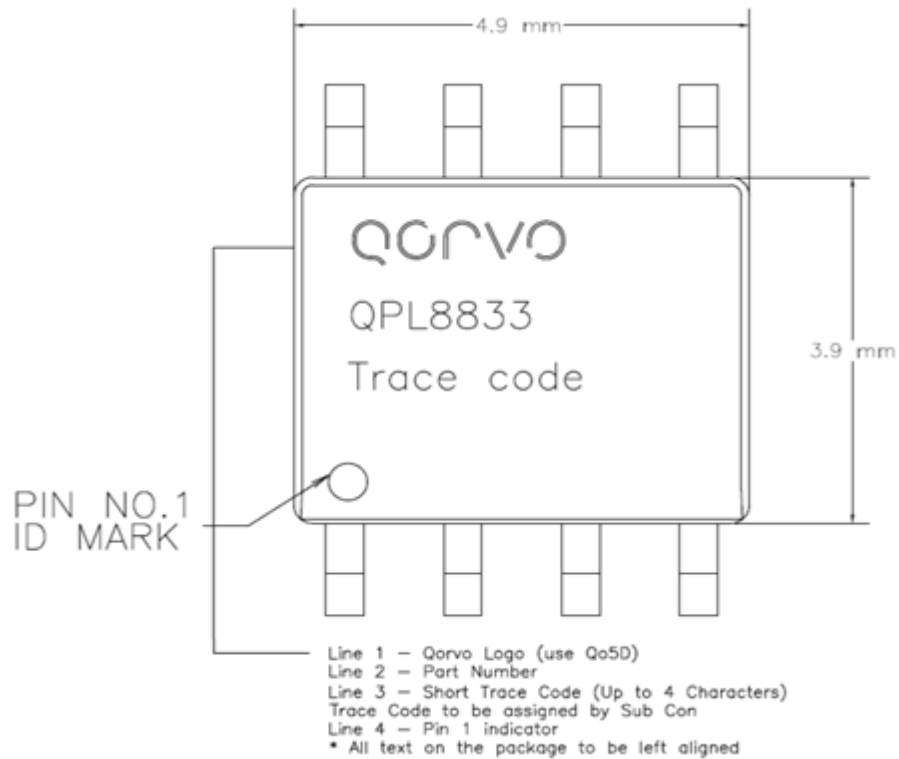 4.9 mm
QORVO
QPL8833
Trace code
3.9 mm
PIN NO.1
ID MARK
Line 1 – Qorvo Logo (use Qo5D)
Line 2 – Part Number
Line 3 – Short Trace Code (Up to 4 Characters)
Trace Code to be assigned by Sub Con
Line 4 – Pin 1 indicator
* All text on the package to be left aligned